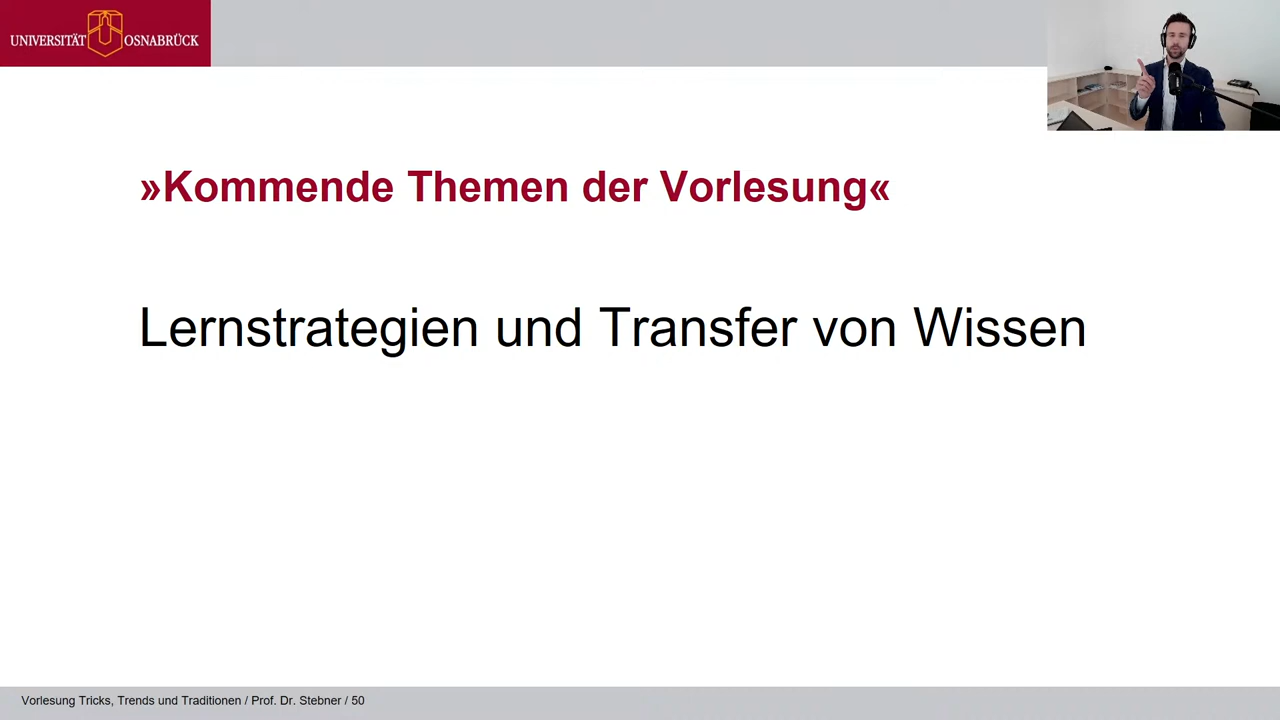 UNIVERSITÄT OSNABRÜCK
»Kommende Themen der Vorlesung«
Lernstrategien und Transfer von Wissen
Vorlesung Tricks, Trends und Traditionen / Prof. Dr. Stebner / 50